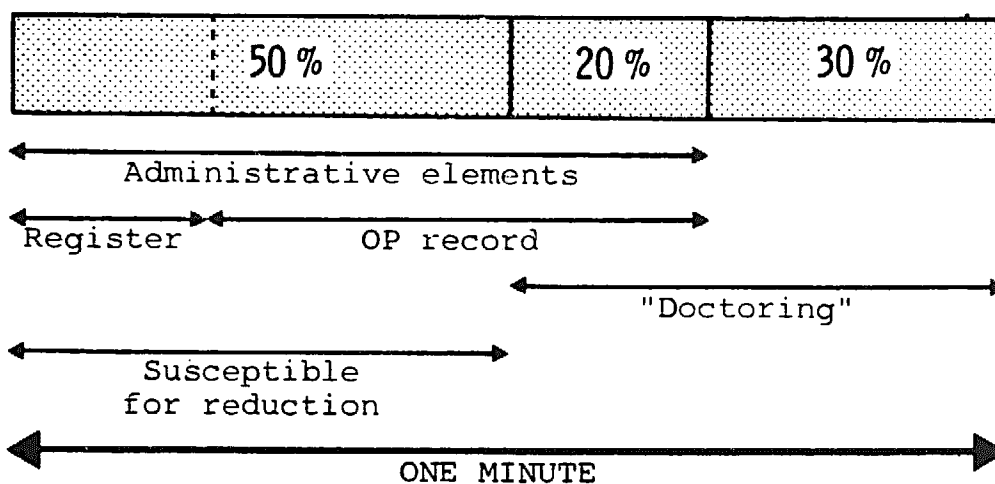 50 % 20 % 30 %
Administrative elements
Register OP record
"Doctoring"
Susceptible
for reduction
ONE MINUTE